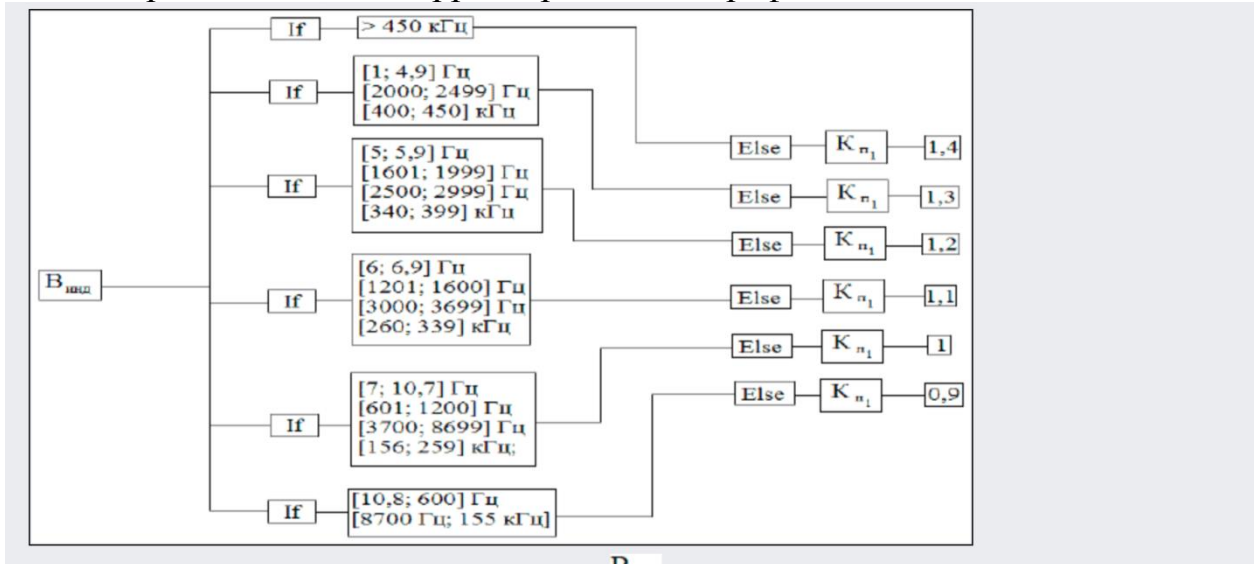 If > 450 кГц
If
[1; 4,9] Гц
[2000; 2499] Гц
[400; 450] кГц
If
[5; 5,9] Гц
[1601; 1999] Гц
[2500; 2999] Гц
[340; 399] кГц
Винд
If
[6; 6,9] Гц
[1201; 1600] Гц
[3000; 3699] Гц
[260; 339] кГц
If
[7; 10,7] Гц
[601; 1200] Гц
[3700; 8699] Гц
[156; 259] кГц;
If
[10,8; 600] Гц
[8700 Гц; 155 кГц]
Else Кп1 1,4
Else Кп1 1,3
Else Кп1 1,2
Else Кп1 1,1
Else Кп1 1
Else Кп1 0,9